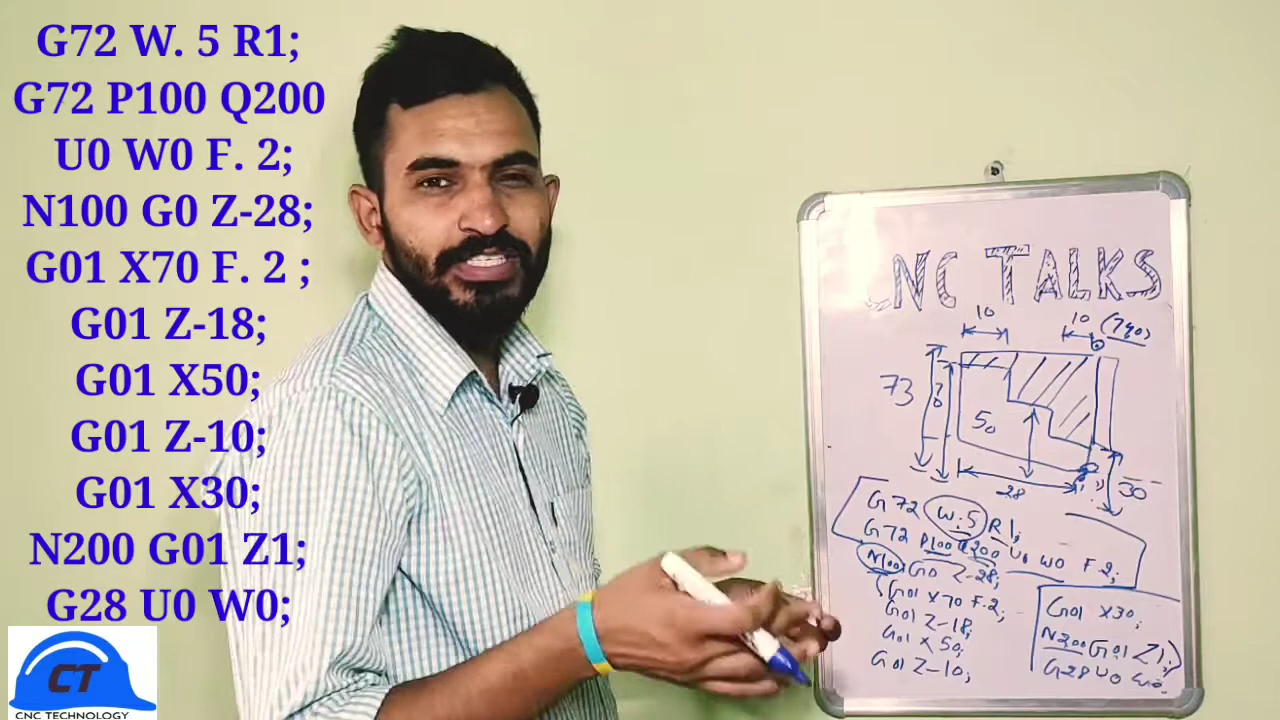 G72 W. 5 R1;
G72 P100 Q200
U0 W0 F. 2;
N100 G0 Z-28;
G01 X70 F. 2 ;
G01 Z-18;
G01 X50;
G01 Z-10;
G01 X30;
N200 G01 Z1;
G28 U0 W0;
CT
CNC TECHNOLOGY
CNC TALKS
10
10 (740)
73
70
50
28
30
G72 W.5 R1;
G72 P100 Q200 U0 W0 F.2;
N100 G0 Z-28;
G01 X70 F.2;
G01 Z-18;
G01 X50;
G01 Z-10;
G01 X30;
N200 G01 Z1;
G28 U0 W0;